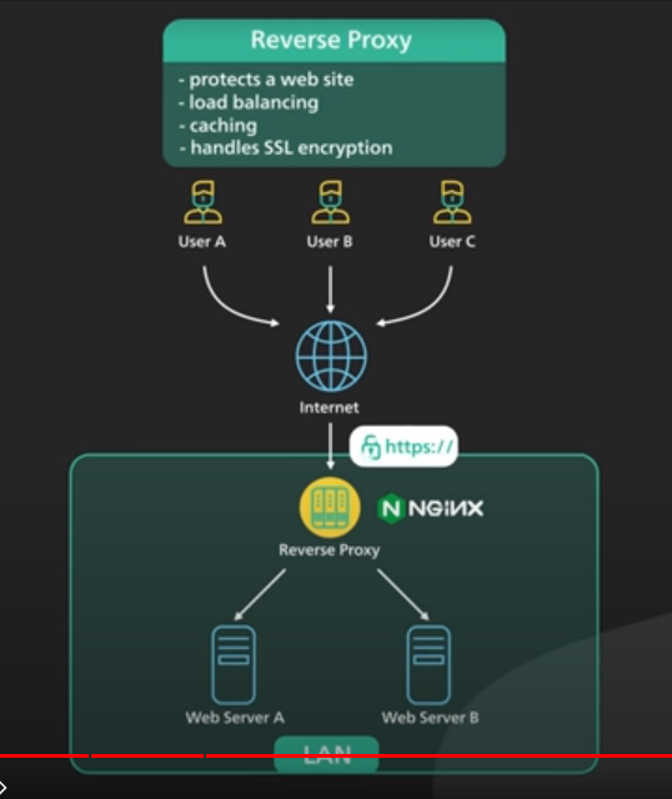 Reverse Proxy
- protects a web site
- load balancing
- caching
- handles SSL encryption
User A
User B
User C
Internet
https://
NGINX
Reverse Proxy
Web Server A
Web Server B
LAN